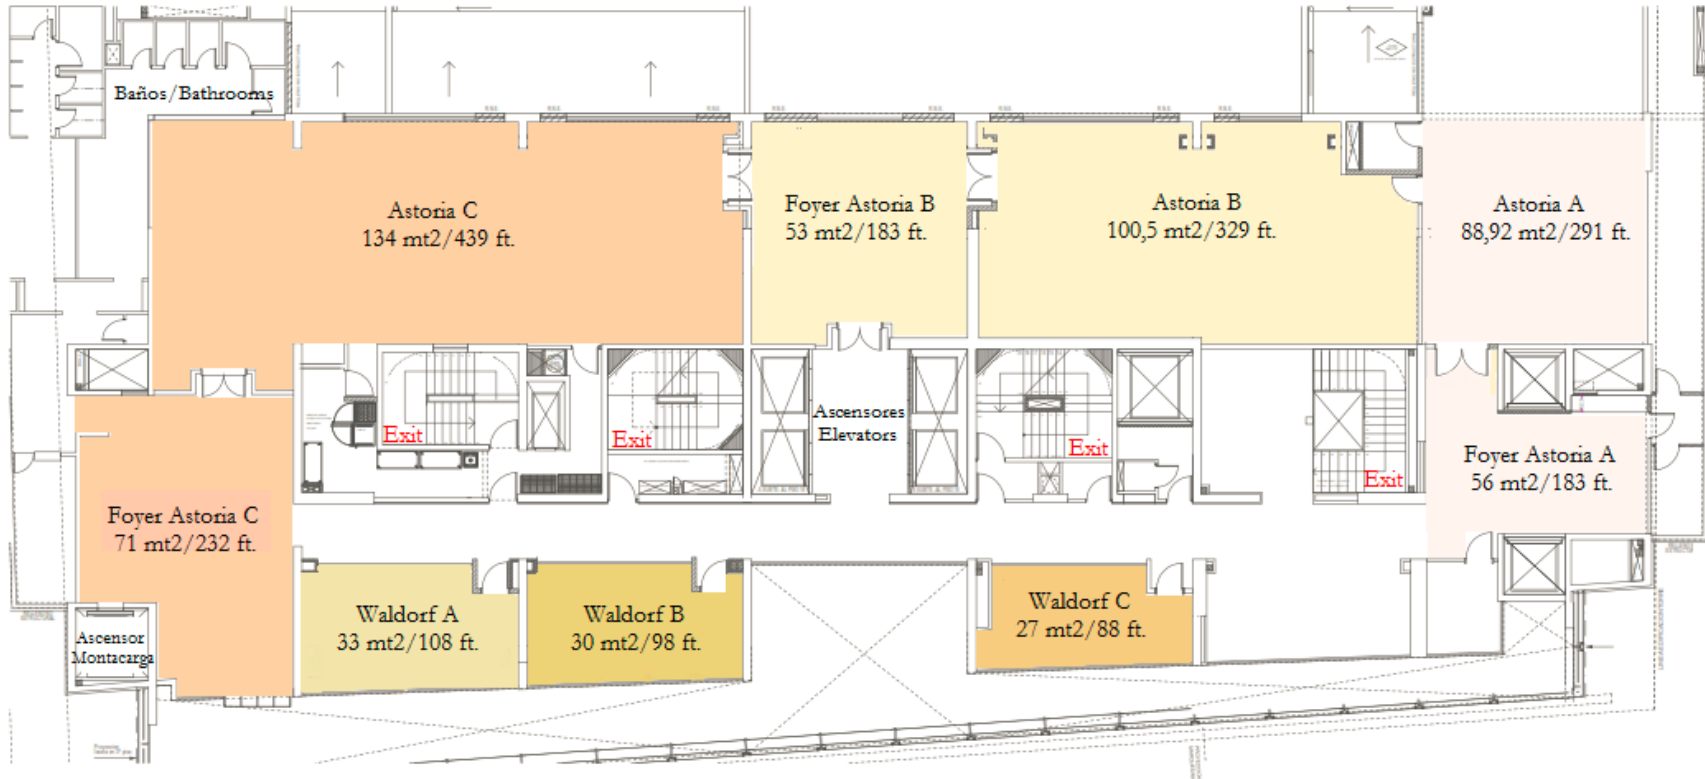 Baños/Bathrooms
Astoria C
134 mt2/439 ft.
Foyer Astoria B
53 mt2/183 ft.
Astoria B
100,5 mt2/329 ft.
Astoria A
88,92 mt2/291 ft.
Ascensores
Elevators
Exit
Exit
Exit
Exit
Foyer Astoria A
56 mt2/183 ft.
Foyer Astoria C
71 mt2/232 ft.
Waldorf A
33 mt2/108 ft.
Waldorf B
30 mt2/98 ft.
Waldorf C
27 mt2/88 ft.
Ascensor
Montacarga